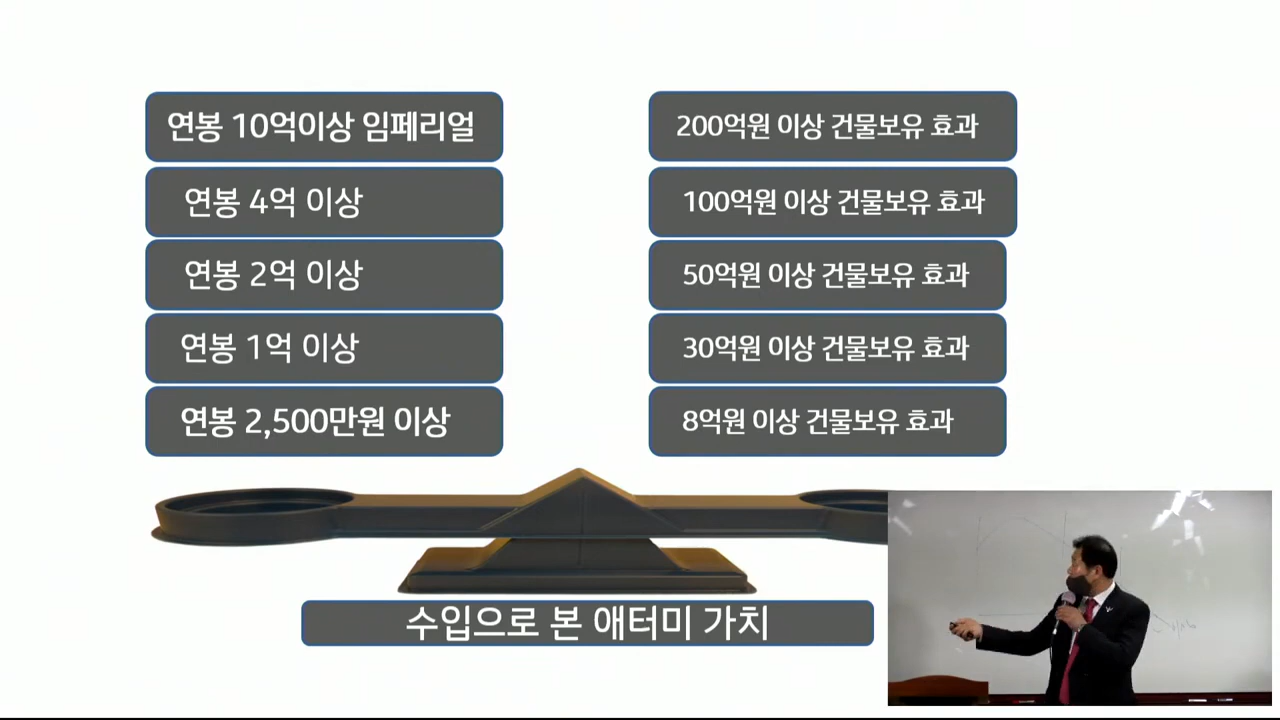 연봉 10억이상 임페리얼
200억원 이상 건물보유 효과
연봉 4억 이상
100억원 이상 건물보유 효과
연봉 2억 이상
50억원 이상 건물보유 효과
연봉 1억 이상
30억원 이상 건물보유 효과
연봉 2,500만원 이상
8억원 이상 건물보유 효과
수입으로 본 애터미 가치